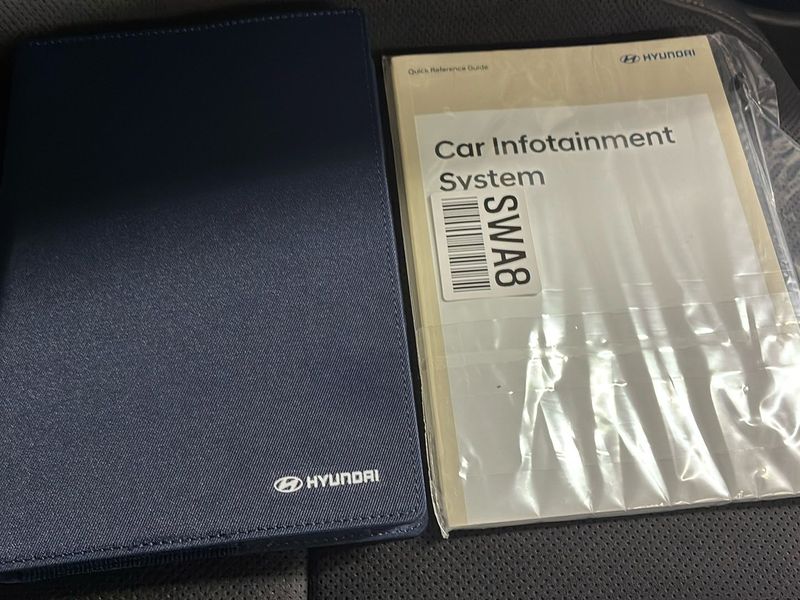 HYUNDAI
Quick Reference Guide
HYUNDAI
Car Infotainment
System
SWA8